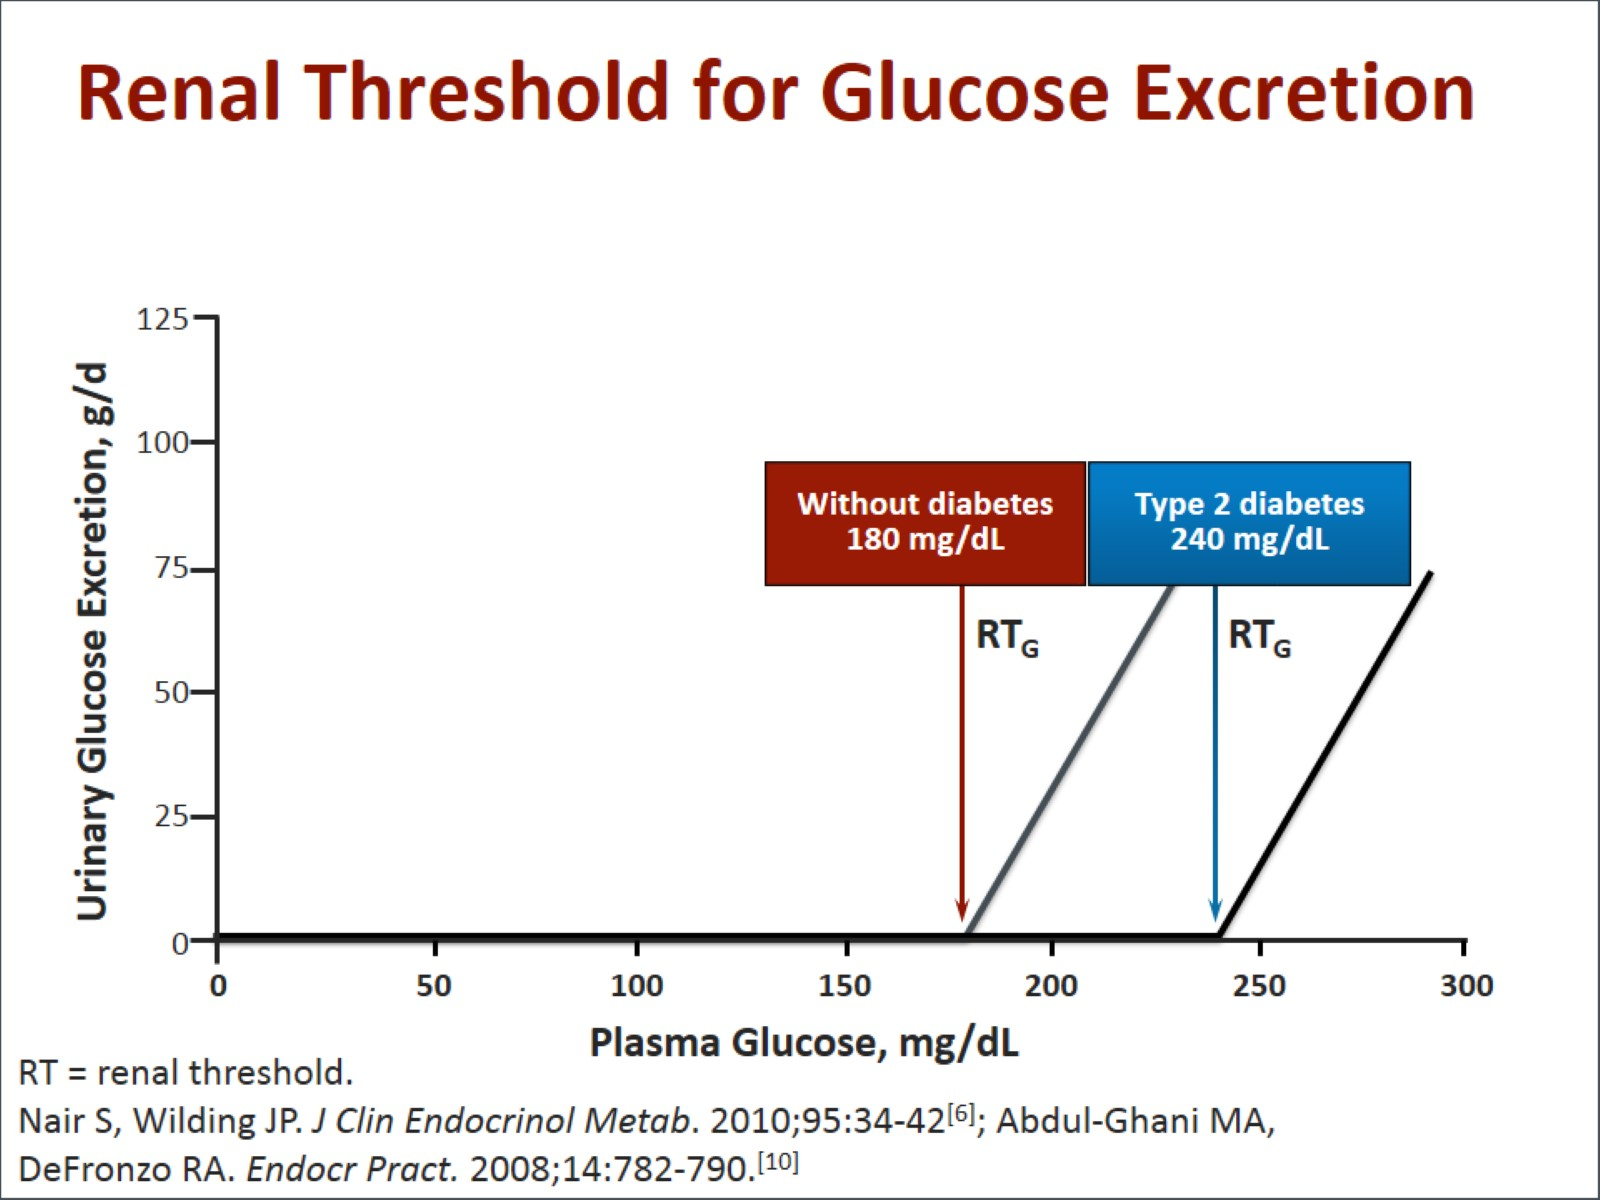 Renal Threshold for Glucose Excretion
125
100
75
50
25
0
Urinary Glucose Excretion, g/d
Without diabetes
180 mg/dL
Type 2 diabetes
240 mg/dL
RTG
RTG
0 50 100 150 200 250 300
Plasma Glucose, mg/dL
RT = renal threshold.
Nair S, Wilding JP. J Clin Endocrinol Metab. 2010;95:34-42[6]; Abdul-Ghani MA,
DeFronzo RA. Endocr Pract. 2008;14:782-790.[10]